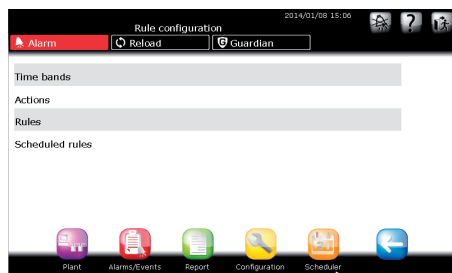 2014/01/08 15:06
Rule configuration
Alarm Reload Guardian
Time bands
Actions
Rules
Scheduled rules
Plant Alarms/Events Report Configuration Scheduler